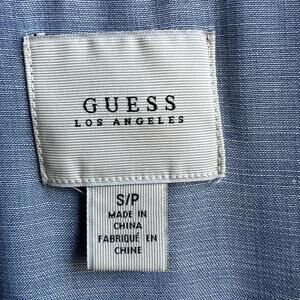 GUESS
LOS ANGELES
S/P
MADE IN
CHINA
FABRIQUÉ EN
CHINE